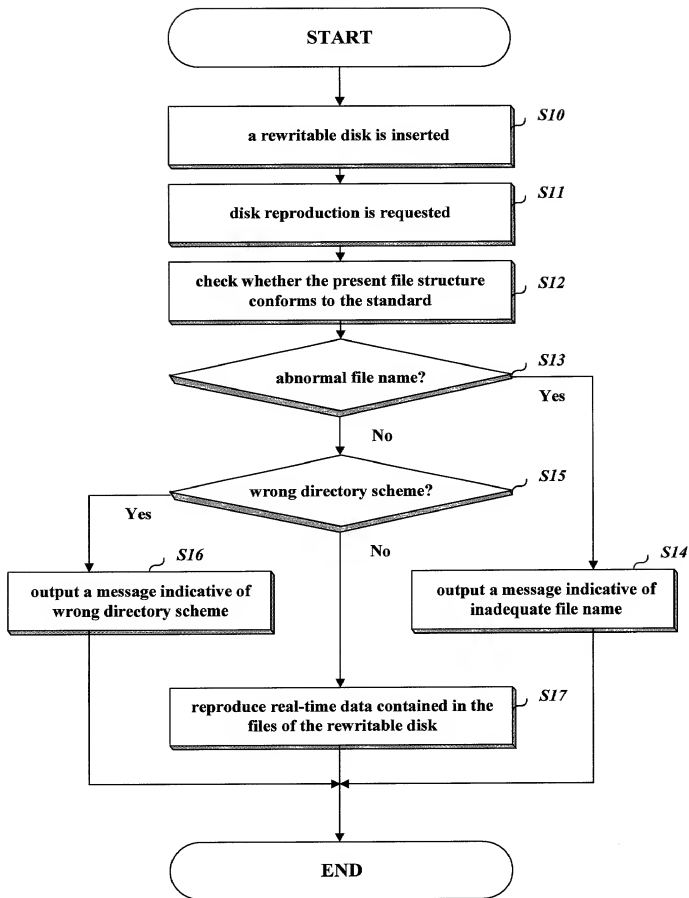 START
S10
a rewritable disk is inserted
S11
disk reproduction is requested
S12
check whether the present file structure
conforms to the standard
S13
abnormal file name?
Yes
No
S15
wrong directory scheme?
Yes
No
S16
output a message indicative of
wrong directory scheme
S14
output a message indicative of
inadequate file name
S17
reproduce real-time data contained in the
files of the rewritable disk
END